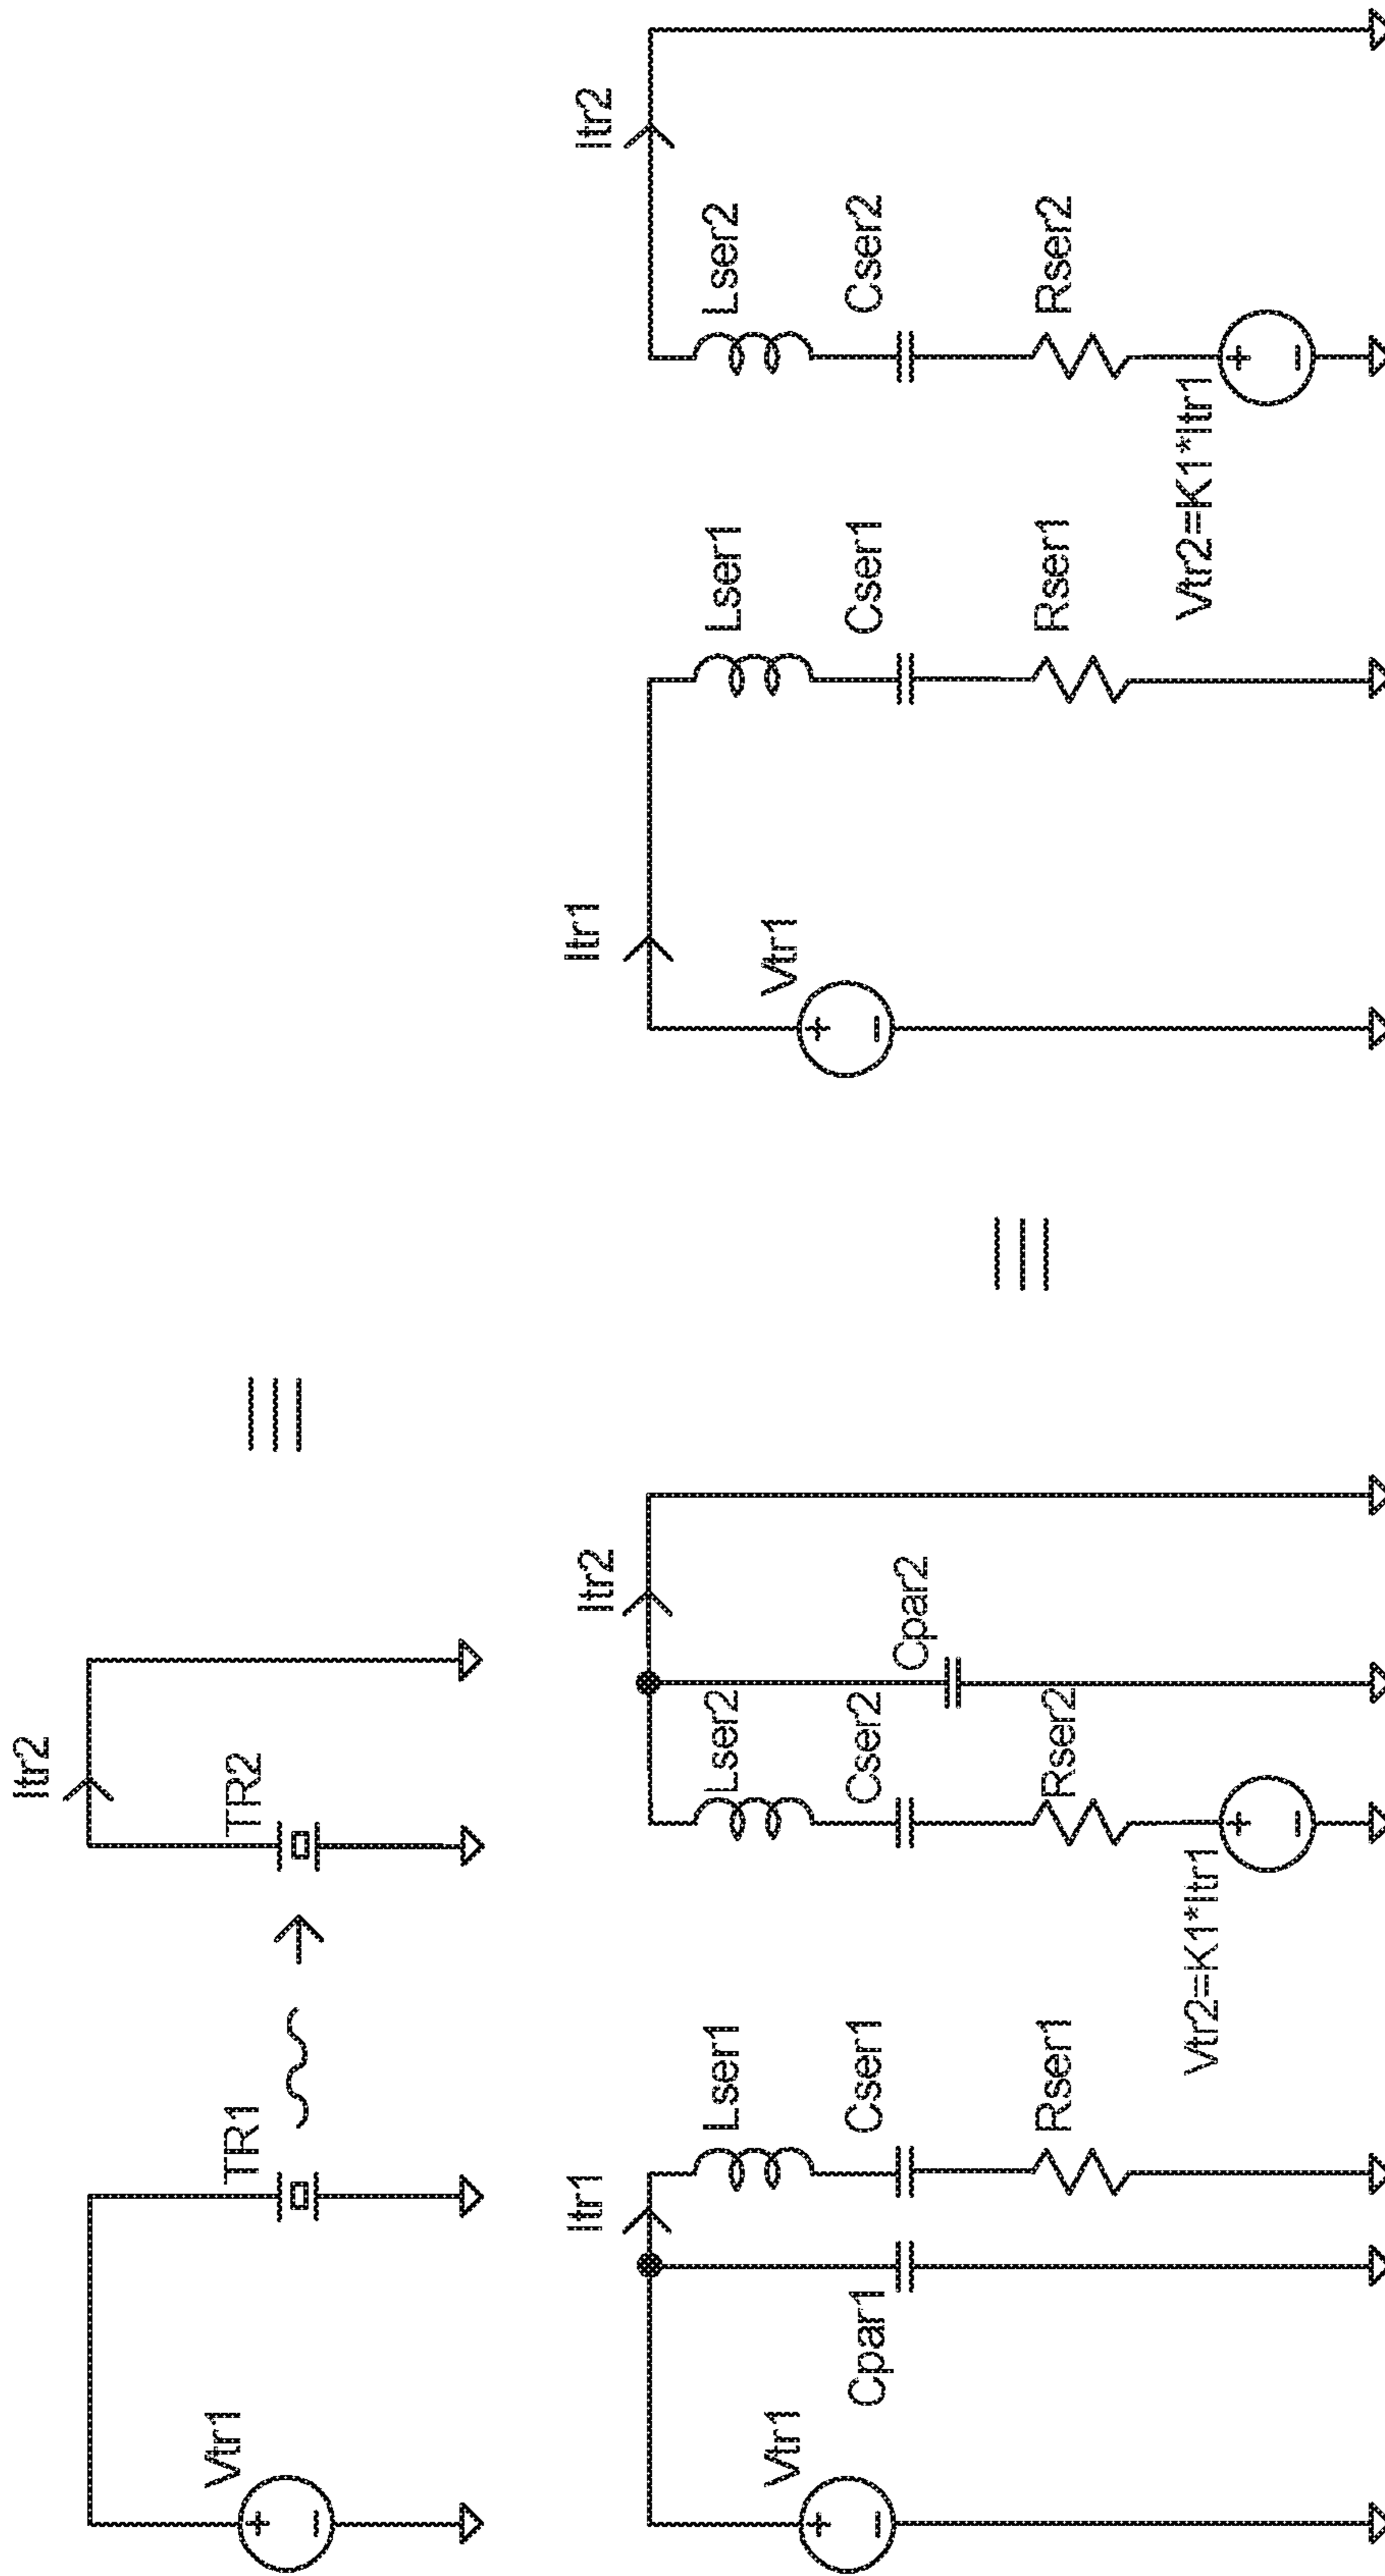 Itr2
Vtr1
+
−
TR1
TR2
Itr1
Itr2
Vtr1
+
−
Cpar1
Lser1
Cser1
Rser1
Lser2
Cser2
Rser2
Cpar2
Vtr2=K1*Itr1
+
−
Itr1
Itr2
Vtr1
+
−
Lser1
Cser1
Rser1
Lser2
Cser2
Rser2
Vtr2=K1*Itr1
+
−